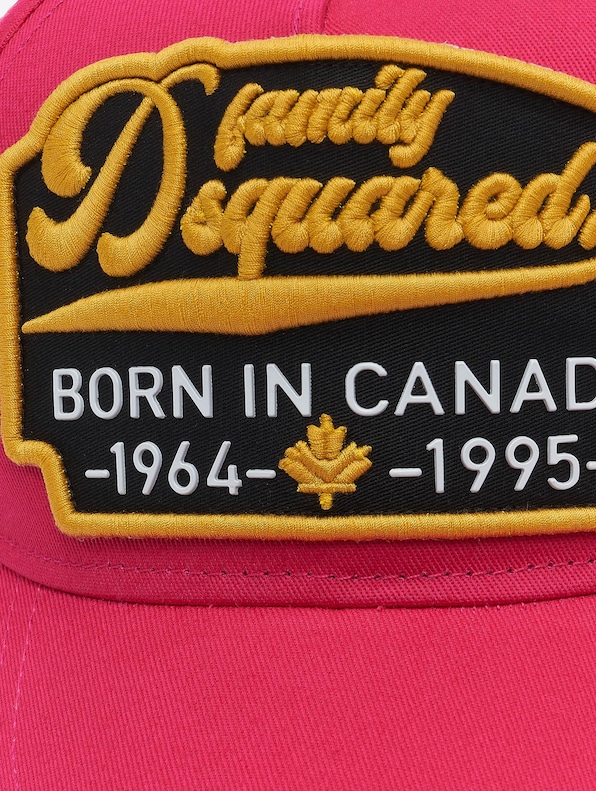 family
Dsquared
BORN IN CANAD
-1964- -1995-